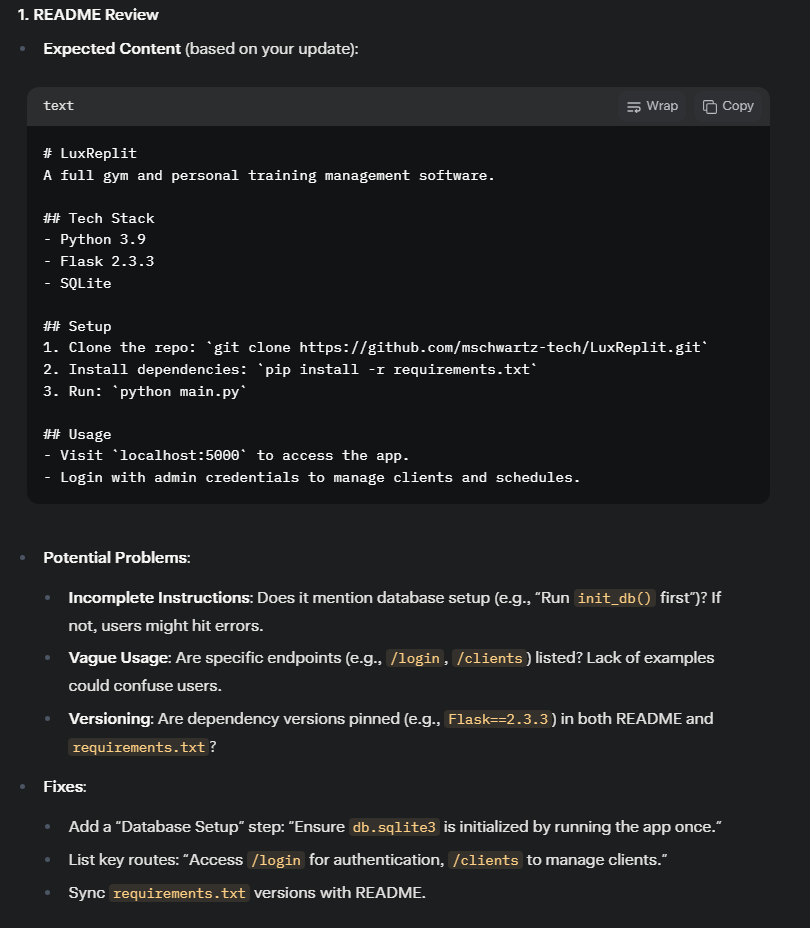 1. README Review
Expected Content (based on your update):
text
Wrap
Copy
# LuxReplit
A full gym and personal training management software.
## Tech Stack
- Python 3.9
- Flask 2.3.3
- SQLite
## Setup
1. Clone the repo: `git clone https://github.com/mschwartz-tech/LuxReplit.git`
2. Install dependencies: `pip install -r requirements.txt`
3. Run: `python main.py`
## Usage
- Visit `localhost:5000` to access the app.
- Login with admin credentials to manage clients and schedules.
Potential Problems:
Incomplete Instructions: Does it mention database setup (e.g., “Run init_db() first”)? If
not, users might hit errors.
Vague Usage: Are specific endpoints (e.g., /login, /clients) listed? Lack of examples
could confuse users.
Versioning: Are dependency versions pinned (e.g., Flask==2.3.3) in both README and
requirements.txt?
Fixes:
Add a “Database Setup” step: “Ensure db.sqlite3 is initialized by running the app once.”
List key routes: “Access /login for authentication, /clients to manage clients.”
Sync requirements.txt versions with README.